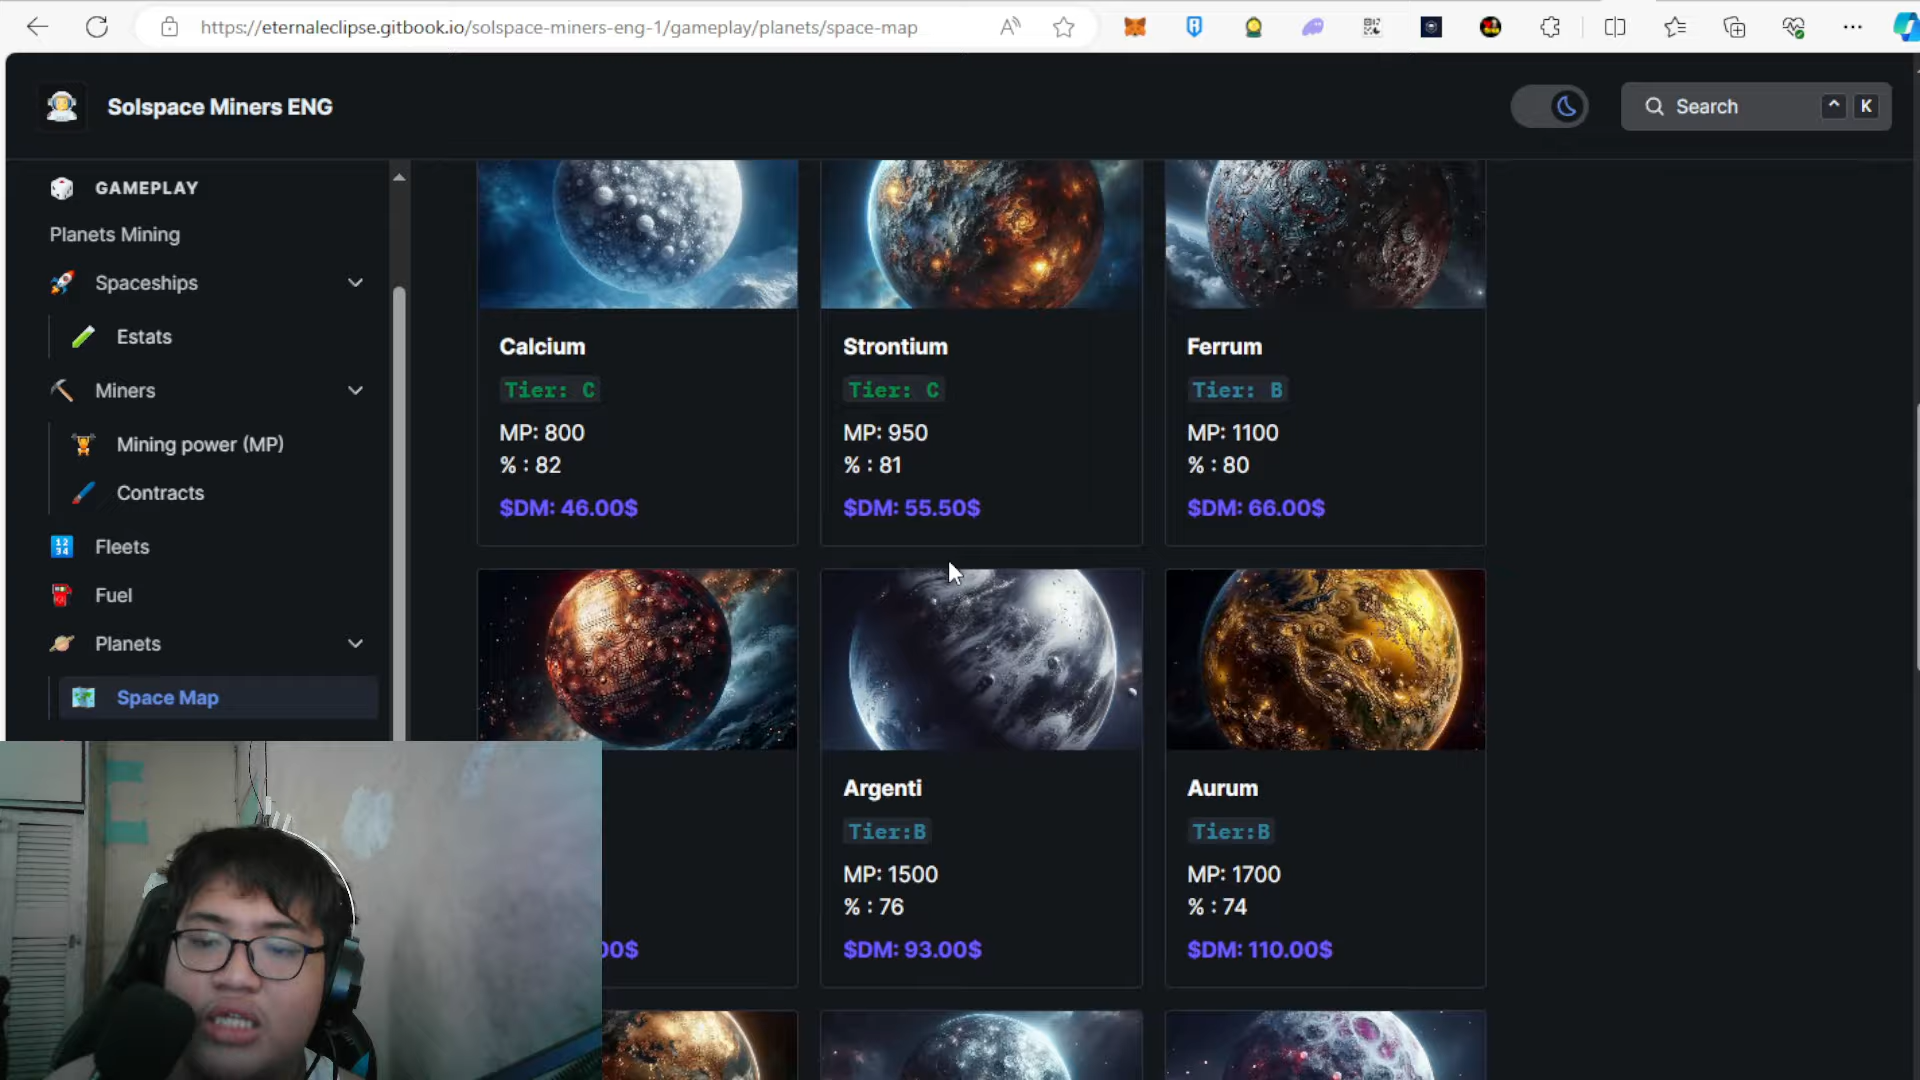 https://eternaleclipse.gitbook.io/solspace-miners-eng-1/gameplay/planets/space-map
Solspace Miners ENG
Search
^ K
GAMEPLAY
Planets Mining
Spaceships
Estats
Miners
Mining power (MP)
Contracts
Fleets
Fuel
Planets
Space Map
Calcium
Tier: C
MP: 800
% : 82
$DM: 46.00$
Strontium
Tier: C
MP: 950
% : 81
$DM: 55.50$
Ferrum
Tier: B
MP: 1100
% : 80
$DM: 66.00$
Argenti
Tier:B
MP: 1500
% : 76
$DM: 93.00$
Aurum
Tier:B
MP: 1700
% : 74
$DM: 110.00$